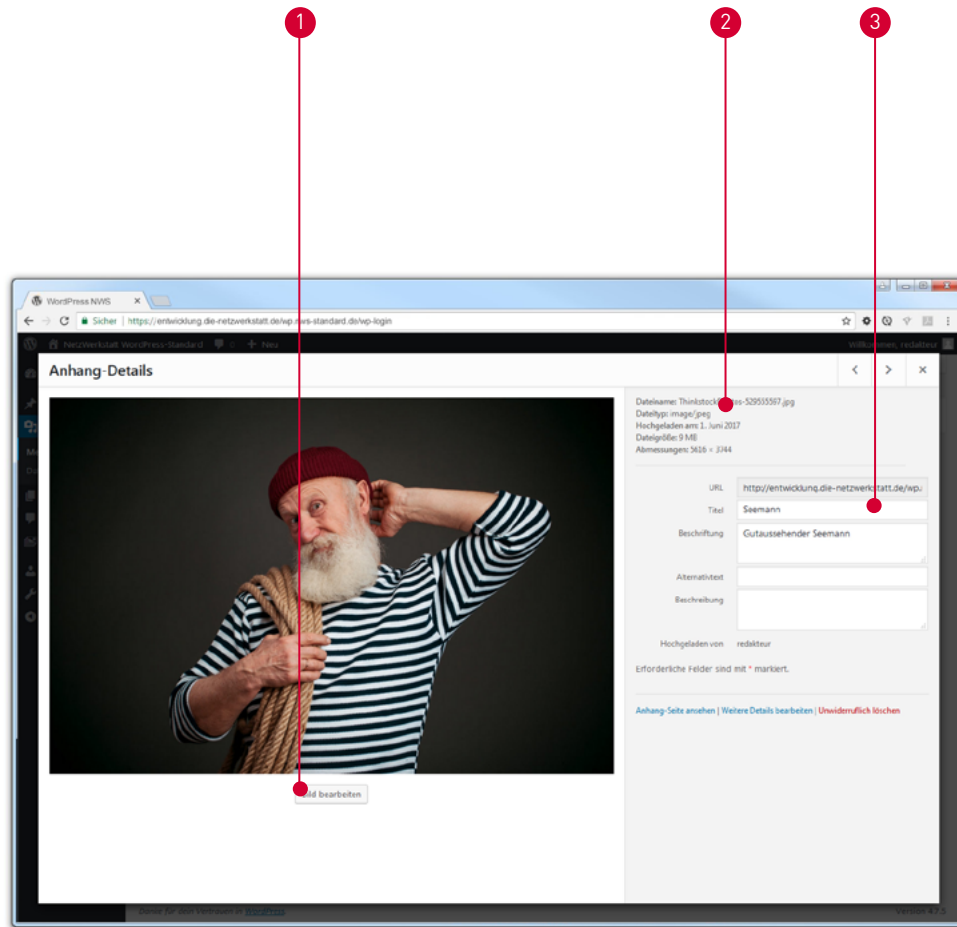 1
2
3
WordPress NWS
Sicher | https://entwicklung.die-netzwerkstatt.de/wp.nws-standard.de/wp-login
NetzWerkstatt WordPress-Standard
0
+ Neu
Willkommen, redakteur
Anhang-Details
Dateiname:
Dateityp: image/jpeg
Hochgeladen am: 1. Juni 2017
Dateigröße: 9 MB
Abmessungen: 5616 × 3744
URL
http://entwicklung.die-netzwerkstatt.de/wp.
Titel
Seemann
Beschriftung
Gutaussehender Seemann
Alternativtext
Beschreibung
Hochgeladen von
redakteur
Erforderliche Felder sind mit * markiert.
Anhang-Seite ansehen | Weitere Details bearbeiten | Unwiderruflich löschen
Bild bearbeiten
Danke für dein Vertrauen in WordPress.
Version 4.7.5